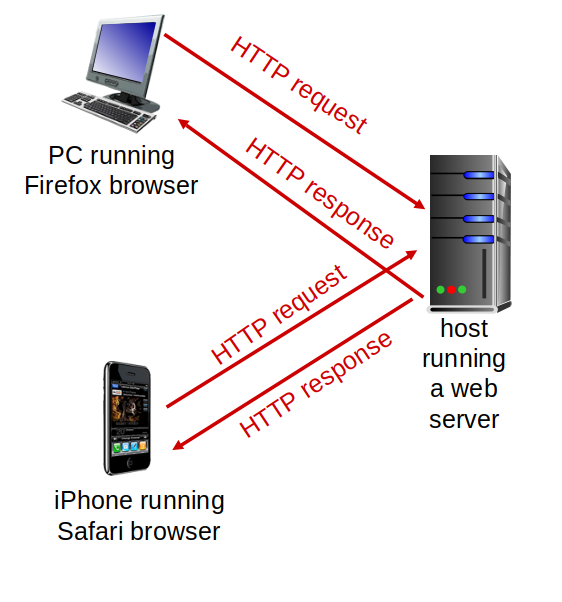 HTTP request
HTTP response
PC running
Firefox browser
HTTP request
HTTP response
host
running
a web
server
iPhone running
Safari browser